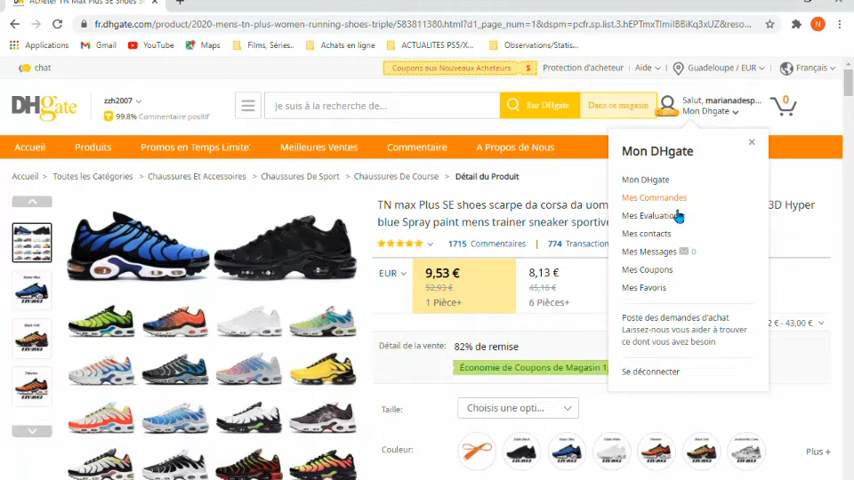 Acheter TN Max Plus SE Shoes S
fr.dhgate.com/product/2020-mens-tn-plus-women-running-shoes-triple/583811380.html?d1_page_num=1&dspm=pcfr.sp.list.3.
Applications Gmail YouTube Maps Films, Séries.. Achats en ligne ACTUALITES PS5/X... Observations/Statis...
chat Coupons aux Nouveaux Acheteurs $ Protection d'acheteur Aide Guadeloupe / EUR Français
DHgate zzh2007 Je suis à la recherche de... Sur DHgate Dans ce magasin Salut, marianadesp... 0
99.8% Commentaire positif Mon Dhgate
Accueil Produits Promo en Temps Limite' Meilleures Ventes Commentaire A Propos de Nous
Mon DHgate
Accueil > Toutes les Catégories > Chaussures Et Accessoires > Chaussures De Sport > Chaussures De Course > Détail du Produit
Mon DHgate
Mes Commandes
Mes Evaluation
Mes contacts
Mes Messages 0
Mes Coupons
Mes Favoris
Poste des demandes d'achat
Laissez-nous vous aider à trouver
ce dont vous avez besoin
Se déconnecter
TN max Plus SE shoes scarpe da corsa da uom 3D Hyper
blue Spray paint mens trainer sneaker sportive
1715 Commentaires | 774 Transaction
EUR 9,53 € 8,13 €
52,93 € 45,16 €
1 Pièce+ 6 Pièces+
2 € - 43,00 €
Détail de la vente: 82% de remise
Économie de Coupons de Magasin 1
Taille: Choisis une opti...
Couleur: Plus +